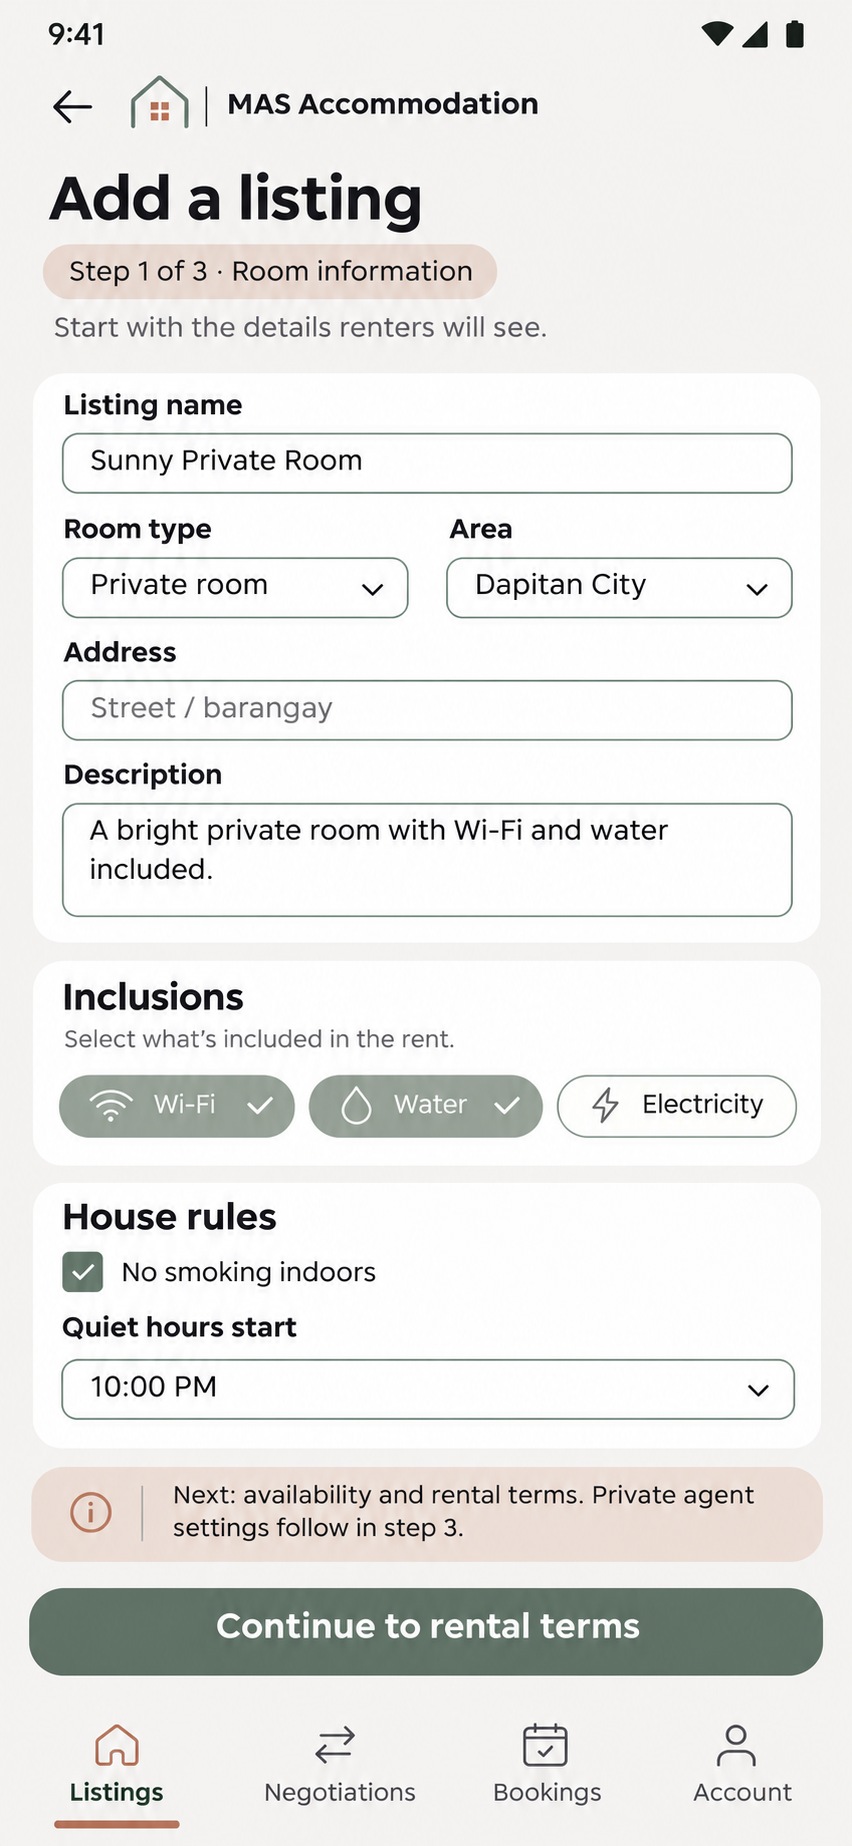 9:41
MAS Accommodation
Add a listing
Step 1 of 3 · Room information
Start with the details renters will see.
Listing name
Sunny Private Room
Room type
Area
Private room
Dapitan City
Address
Street / barangay
Description
A bright private room with Wi-Fi and water
included.
Inclusions
Select what’s included in the rent.
Wi-Fi
Water
Electricity
House rules
No smoking indoors
Quiet hours start
10:00 PM
Next: availability and rental terms. Private agent
settings follow in step 3.
Continue to rental terms
Listings
Negotiations
Bookings
Account